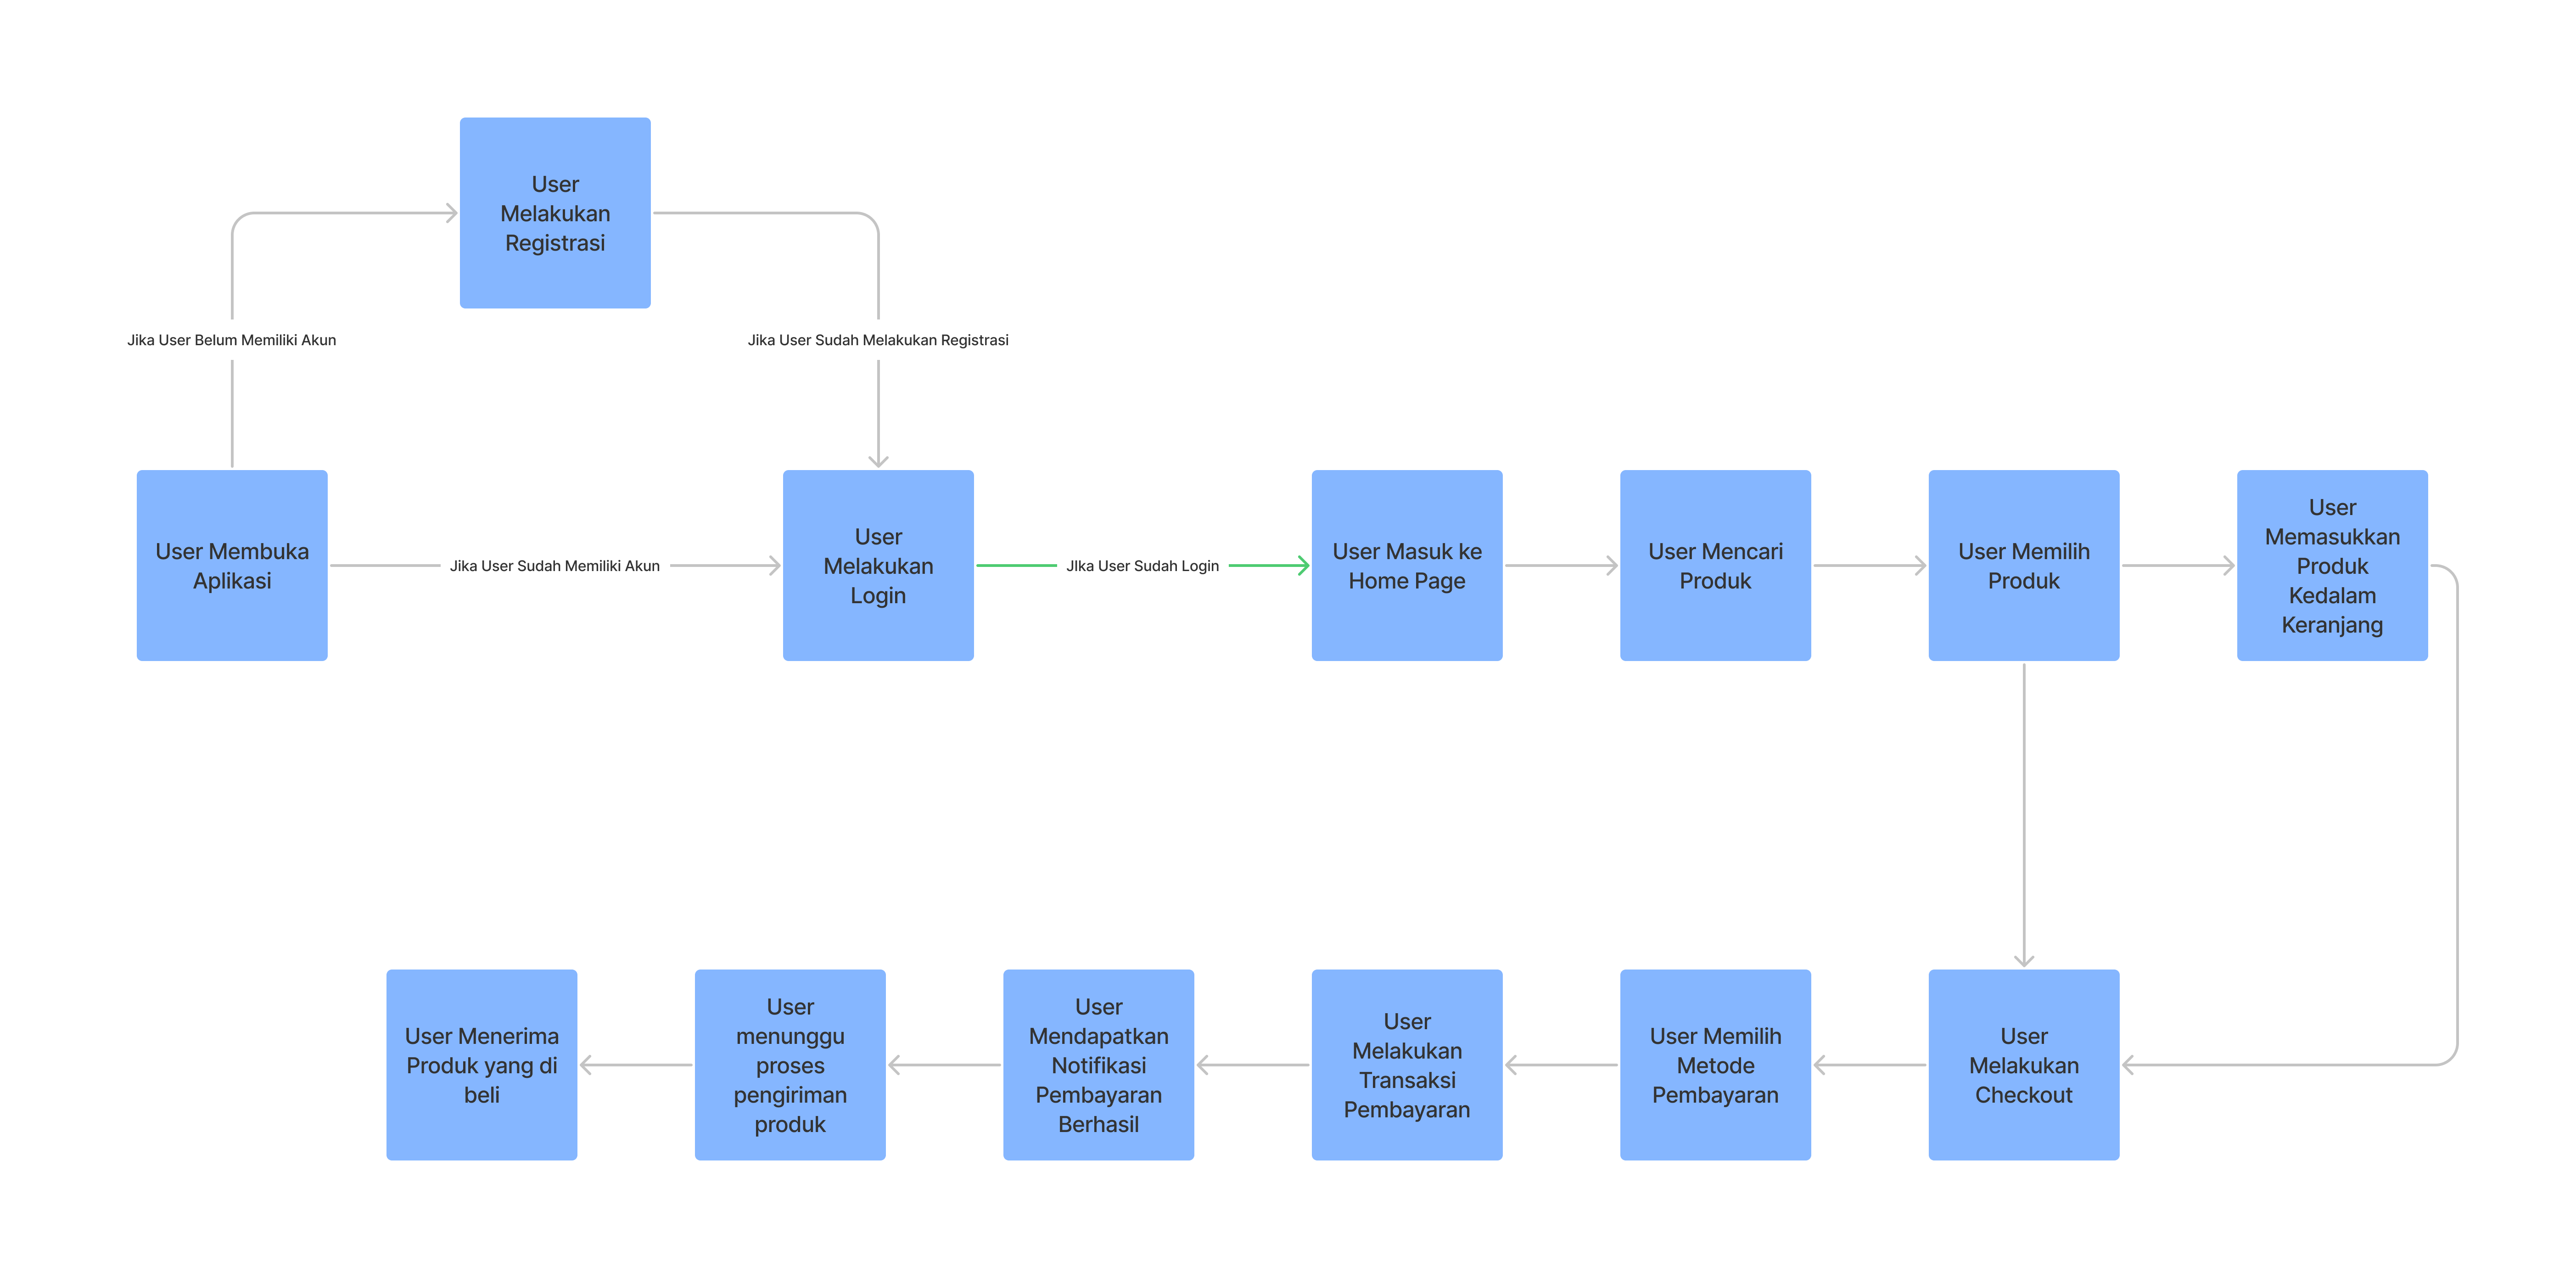 User
Melakukan
Registrasi
Jika User Belum Memiliki Akun
Jika User Sudah Melakukan Registrasi
User Membuka
Aplikasi
Jika User Sudah Memiliki Akun
User
Melakukan
Login
JIka User Sudah Login
User Masuk ke
Home Page
User Mencari
Produk
User Memilih
Produk
User
Memasukkan
Produk
Kedalam
Keranjang
User Menerima
Produk yang di
beli
User
menunggu
proses
pengiriman
produk
User
Mendapatkan
Notifikasi
Pembayaran
Berhasil
User
Melakukan
Transaksi
Pembayaran
User Memilih
Metode
Pembayaran
User
Melakukan
Checkout